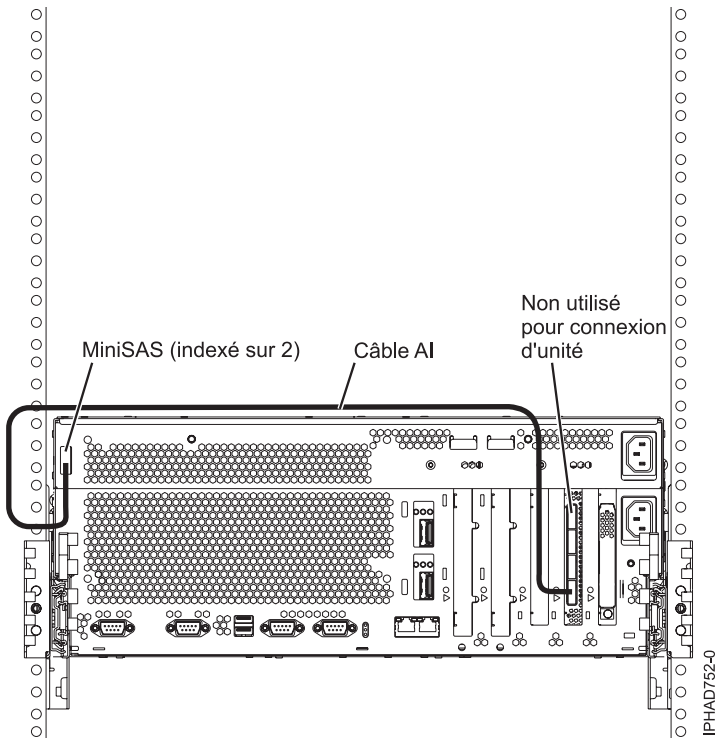 Non utilisé
pour connexion
d'unité
MiniSAS (indexé sur 2)
Câble AI
IPHAD752-0